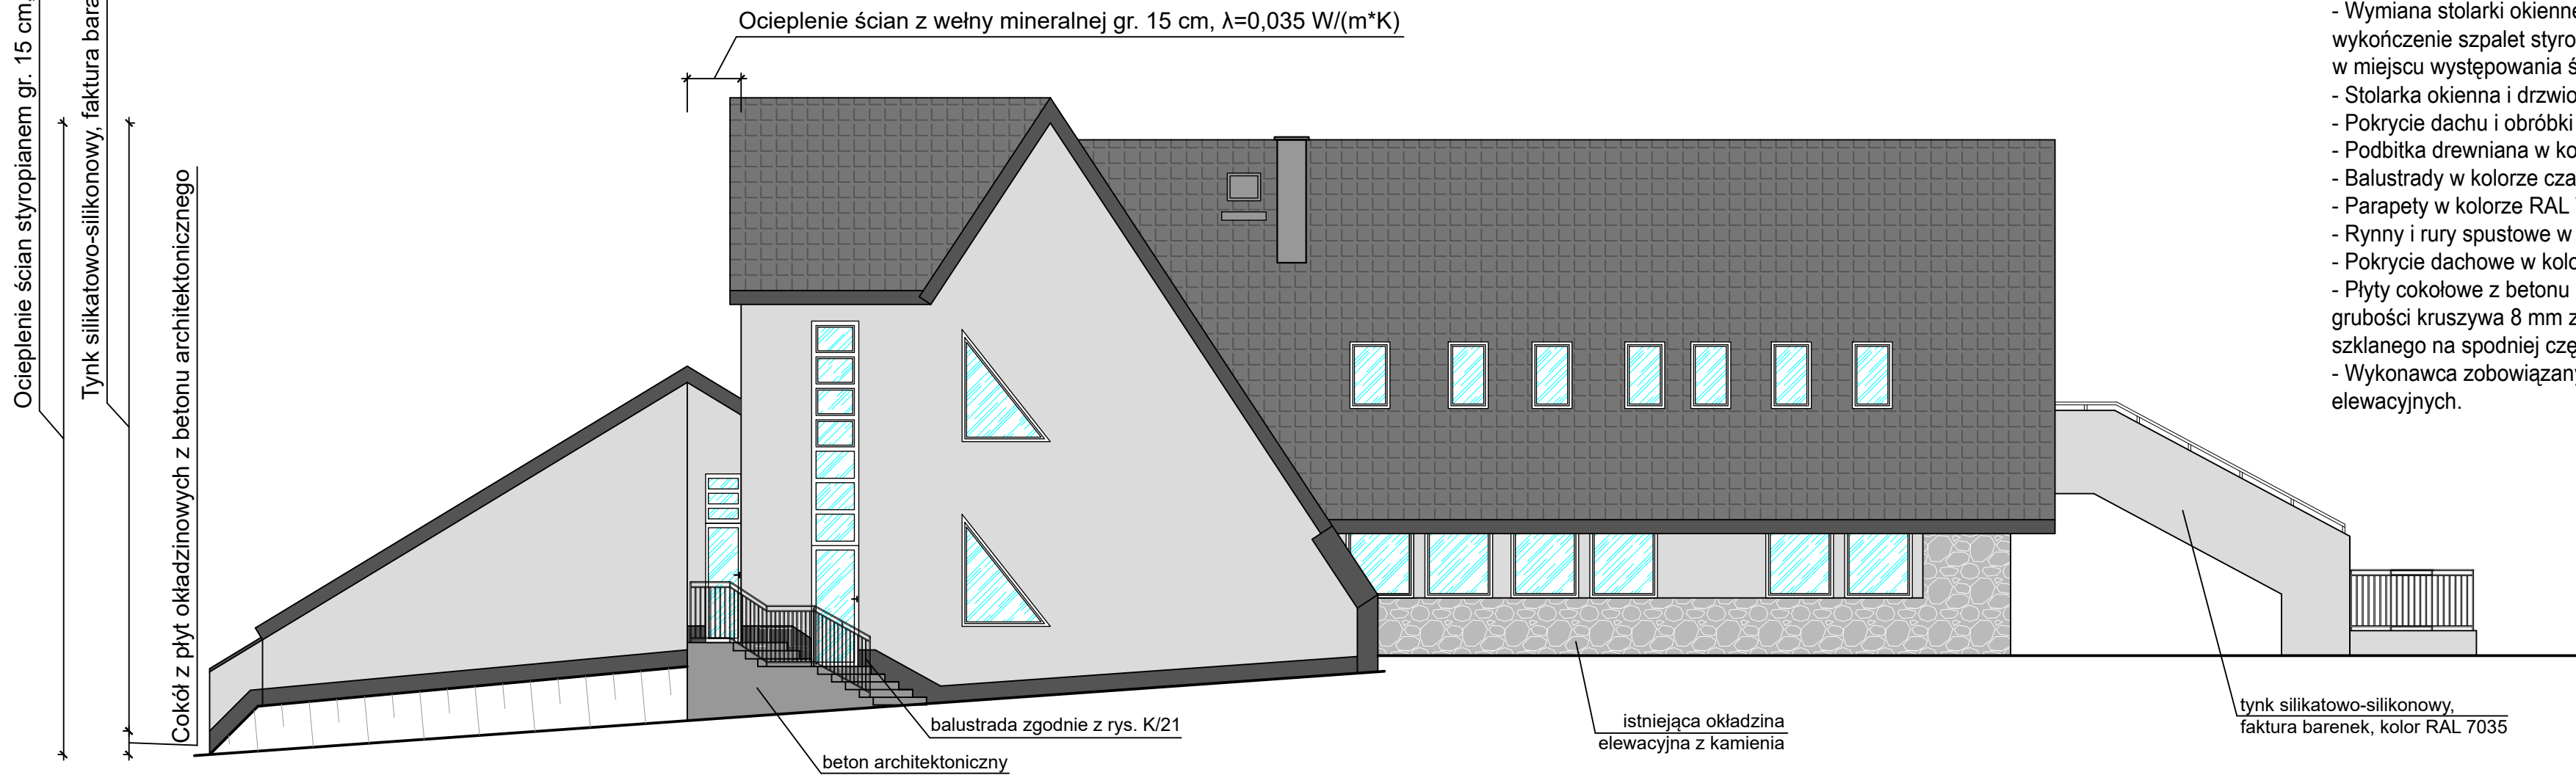 Ocieplenie ścian styropianem gr. 15 cm,
Tynk silikatowo-silikonowy, faktura bara
Cokół z płyt okładzinowych z betonu architektonicznego
Ocieplenie ścian z wełny mineralnej gr. 15 cm, λ=0,035 W/(m*K)
balustrada zgodnie z rys. K/21
beton architektoniczny
istniejąca okładzina
elewacyjna z kamienia
tynk silikatowo-silikonowy,
faktura barenek, kolor RAL 7035
- Wymiana stolarki okienne
wykończenie szpalet styro
w miejscu występowania ś
- Stolarka okienna i drzwio
- Pokrycie dachu i obróbki
- Podbitka drewniana w ko
- Balustrady w kolorze cza
- Parapety w kolorze RAL
- Rynny i rury spustowe w
- Pokrycie dachowe w kolo
- Płyty cokołowe z betonu
grubości kruszywa 8 mm z
szklanego na spodniej czę
- Wykonawca zobowiązany
elewacyjnych.